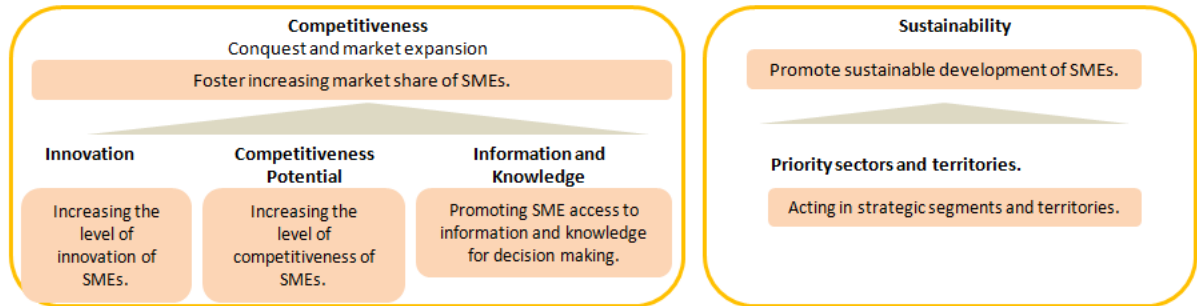 Competitiveness
Conquest and market expansion
Foster increasing market share of SMEs.
Innovation
Increasing the
level of
innovation of
SMEs.
Competitiveness
Potential
Increasing the
level of
competitiveness of
SMEs.
Information and
Knowledge
Promoting SME access to
information and knowledge
for decision making.
Sustainability
Promote sustainable development of SMEs.
Priority sectors and territories.
Acting in strategic segments and territories.